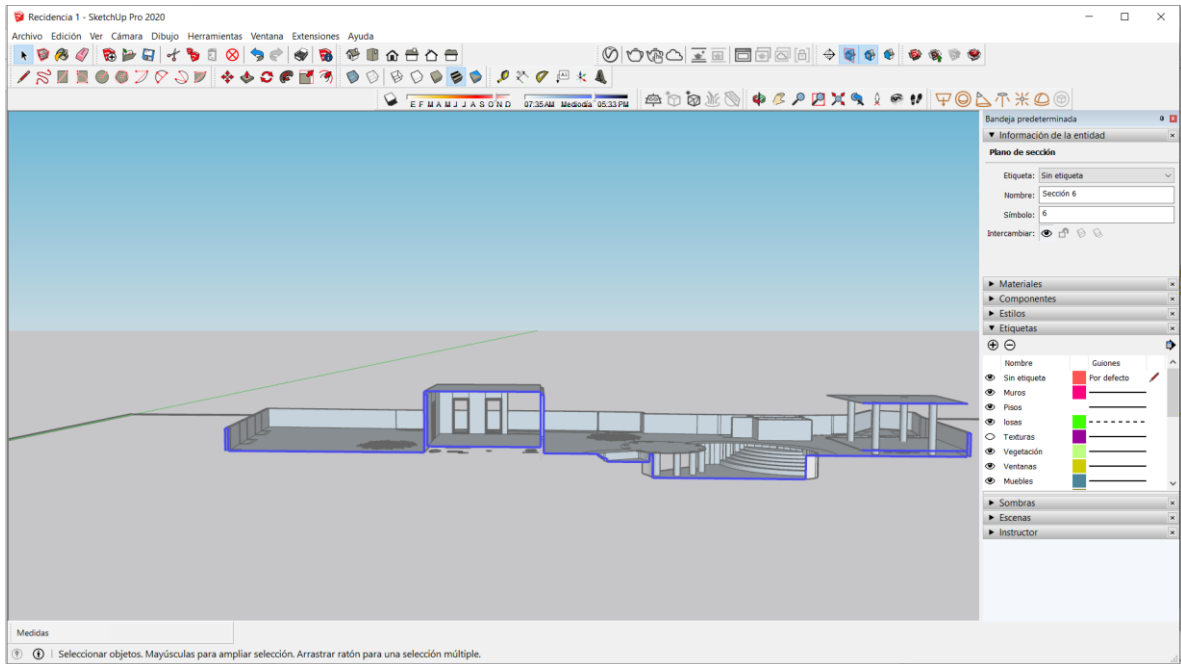 Recidencia 1 - SketchUp Pro 2020
Archivo Edición Ver Cámara Dibujo Herramientas Ventana Extensiones Ayuda
E F M A M J J A S O N D 07:35 AM Mediodía 05:33 PM
Bandeja predeterminada
Información de la entidad
Plano de sección
Etiqueta: Sin etiqueta
Nombre: Sección 6
Símbolo: 6
Intercambiar:
Materiales
Componentes
Estilos
Etiquetas
Nombre Guiones
Sin etiqueta Por defecto
Muros
Pisos
losas
Texturas
Vegetación
Ventanas
Muebles
Sombras
Escenas
Instructor
Medidas
Seleccionar objetos. Mayúsculas para ampliar selección. Arrastrar ratón para una selección múltiple.